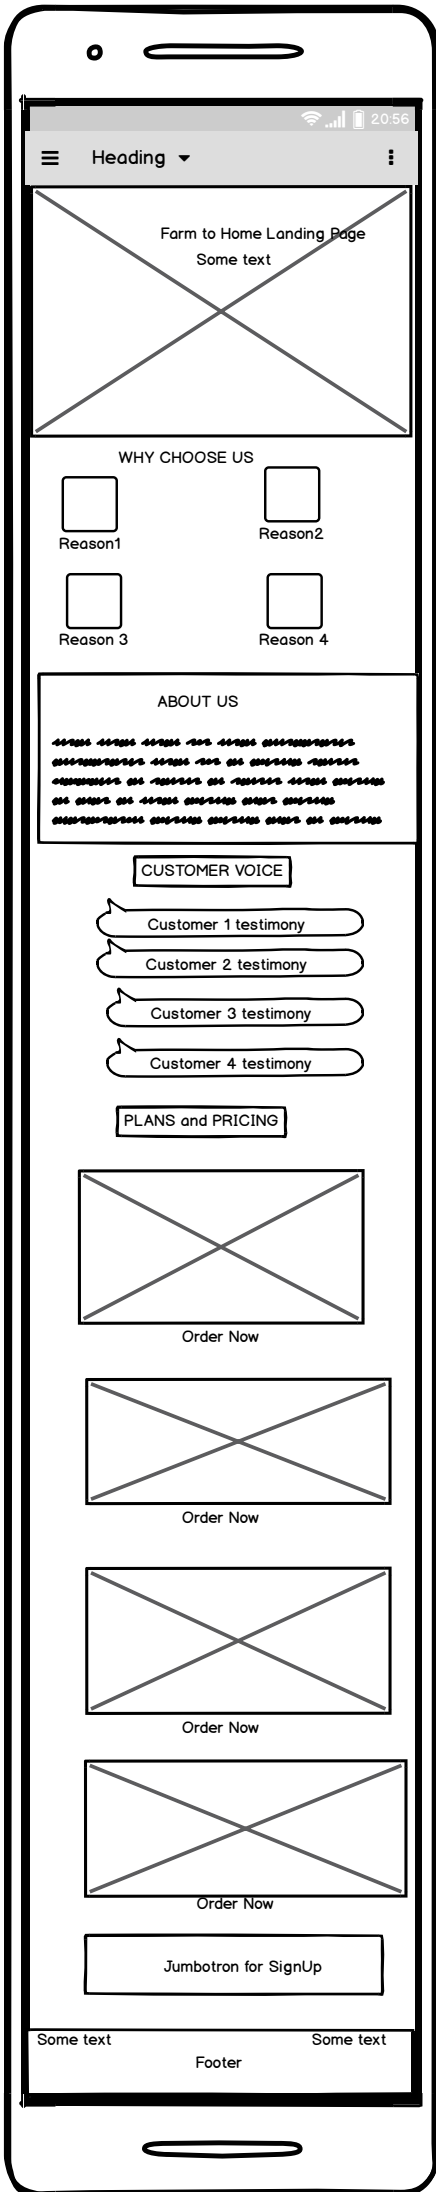 20:56
Heading
Farm to Home Landing Page
Some text
WHY CHOOSE US
Reason1
Reason2
Reason 3
Reason 4
ABOUT US
CUSTOMER VOICE
Customer 1 testimony
Customer 2 testimony
Customer 3 testimony
Customer 4 testimony
PLANS and PRICING
Order Now
Order Now
Order Now
Order Now
Jumbotron for SignUp
Some text
Some text
Footer